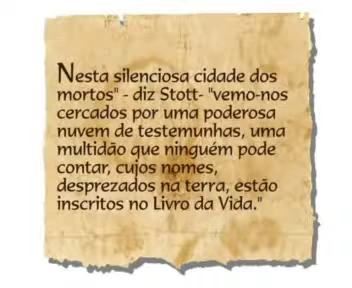 Nesta silenciosa cidade dos
mortos" - diz Stott- "vemo-nos
cercados por uma poderosa
nuvem de testemunhas, uma
multidão que ninguém pode
contar, cujos nomes,
desprezados na terra, estão
inscritos no Livro da Vida."